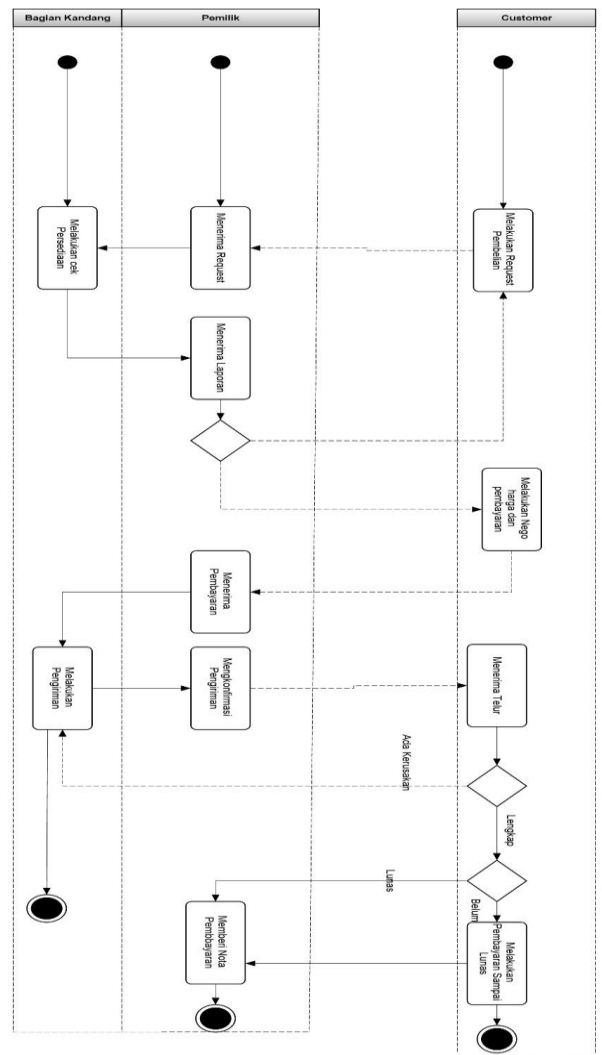 Bagian Kandang
Pemilik
Customer
Melakukan cek
Persediaan
Menerima Request
Melakukan Request
Pembelian
Menerima Laporan
Melakukan Nego
harga dan
pembayaran
Menerima
Pembayaran
Melakukan
Pengiriman
Mengkonfirmasi
Pengiriman
Menerima Telur
Ada Kerusakan
Lengkap
Lunas
Belum
Memberi Nota
Pembbayaran
Melakukan
Pembayaran Sampai
Lunas